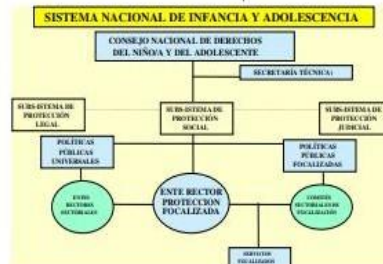 SISTEMA NACIONAL DE INFANCIA Y ADOLESCENCIA
CONSEJO NACIONAL DE DERECHOS
DEL NIÑO/A Y DEL ADOLESCENTE
SECRETARÍA TÉCNICA:
SUBSISTEMA DE
PROTECCIÓN
LEGAL
SUBSISTEMA DE
PROTECCIÓN
SOCIAL
SUBSISTEMA DE
PROTECCIÓN
JUDICIAL
POLÍTICAS
PÚBLICAS
UNIVERSALES
POLÍTICAS
PÚBLICAS
FOCALIZADAS
ENTES
RECTORES
SECTORIALES
ENTE RECTOR
PROTECCION
FOCALIZADA
COMITÉS
SECTORIALES DE
FOCALIZACIÓN
SERVICIOS
FOCALIZADOS